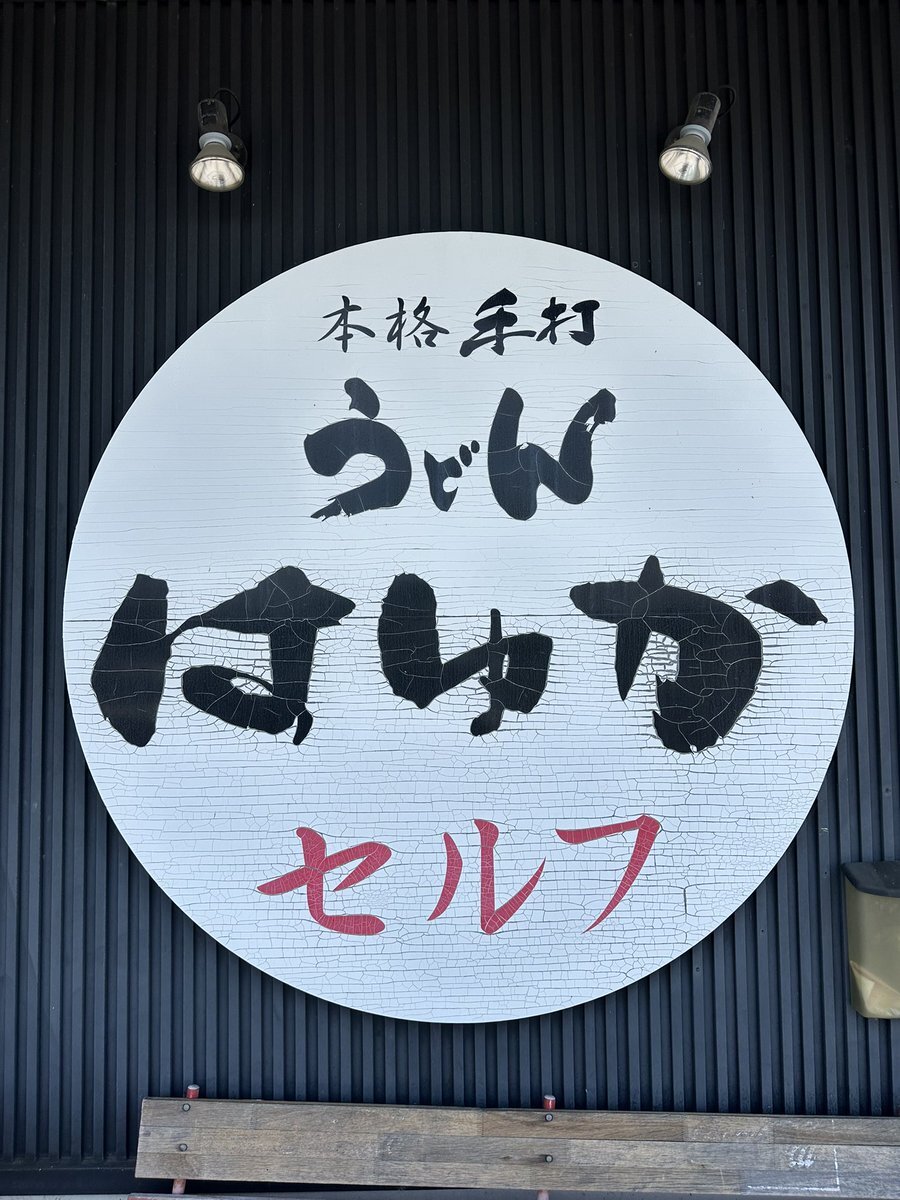 本格手打
うどん
はゆか
セルフ